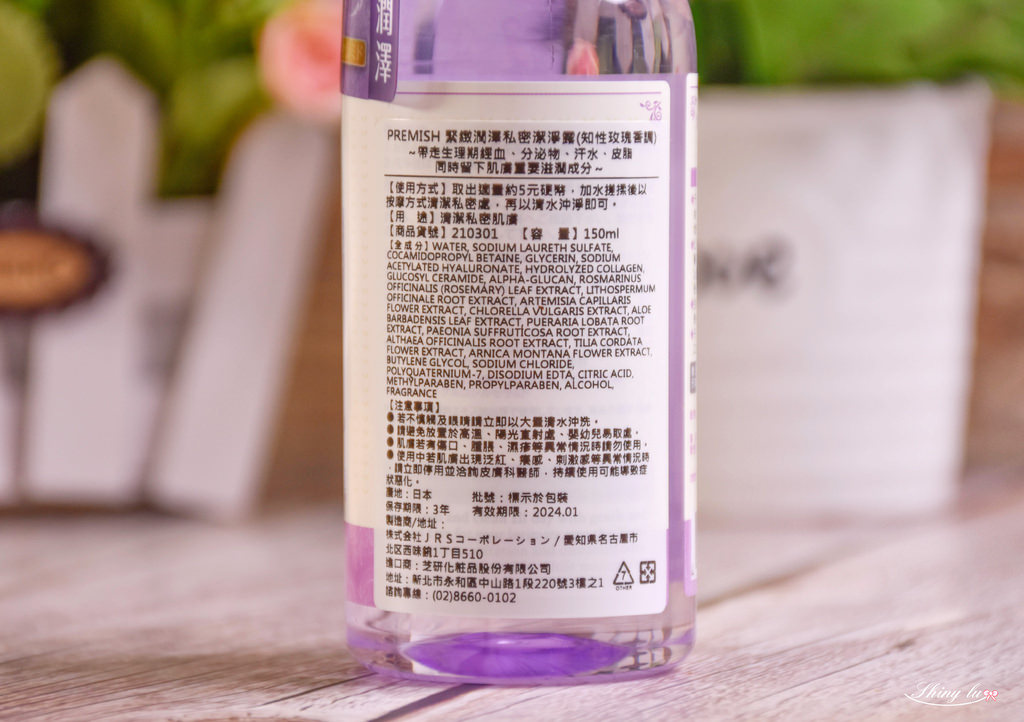 潤澤
PREMISH 緊緻潤澤私密潔淨露(知性玫瑰香調)
~帶走生理期經血、分泌物、汗水、皮脂
同時留下肌膚重要滋潤成分~
【使用方式】取出適量約5元硬幣，加水搓揉後以
按摩方式清潔私密處，再以清水沖淨即可。
【用　途】清潔私密肌膚
【商品貨號】210301　【容　量】150ml
【全成分】WATER, SODIUM LAURETH SULFATE,
COCAMIDOPROPYL BETAINE, GLYCERIN, SODIUM
ACETYLATED HYALURONATE, HYDROLYZED COLLAGEN,
GLUCOSYL CERAMIDE, ALPHA-GLUCAN, ROSMARINUS
OFFICINALIS (ROSEMARY) LEAF EXTRACT, LITHOSPERMUM
OFFICINALE ROOT EXTRACT, ARTEMISIA CAPILLARIS
FLOWER EXTRACT, CHLORELLA VULGARIS EXTRACT, ALOE
BARBADENSIS LEAF EXTRACT, PUERARIA LOBATA ROOT
EXTRACT, PAEONIA SUFFRUTICOSA ROOT EXTRACT,
ALTHAEA OFFICINALIS ROOT EXTRACT, TILIA CORDATA
FLOWER EXTRACT, ARNICA MONTANA FLOWER EXTRACT,
BUTYLENE GLYCOL, SODIUM CHLORIDE,
POLYQUATERNIUM-7, DISODIUM EDTA, CITRIC ACID,
METHYLPARABEN, PROPYLPARABEN, ALCOHOL,
FRAGRANCE
【注意事項】
●若不慎觸及眼睛請立即以大量清水沖洗。
●請避免放置於高溫、陽光直射處、嬰幼兒易取處。
●肌膚若有傷口、腫脹、濕疹等異常情況時請勿使用。
●使用中若肌膚出現泛紅、癢感、刺激感等異常情況時
，請立即停用並洽詢皮膚科醫師，持續使用可能導致症
狀惡化。
產地：日本　批號：標示於包裝
保存期限：3年　有效期限：2024.01
製造商/地址：
株式会社ＪＲＳコーポレーション / 愛知県名古屋市
北区西味鋺1丁目510
進口商：芝研化粧品股份有限公司
地址：新北市永和區中山路1段220號3樓之1
諮詢專線：(02)8660-0102
7
OTHER
Shiny lu